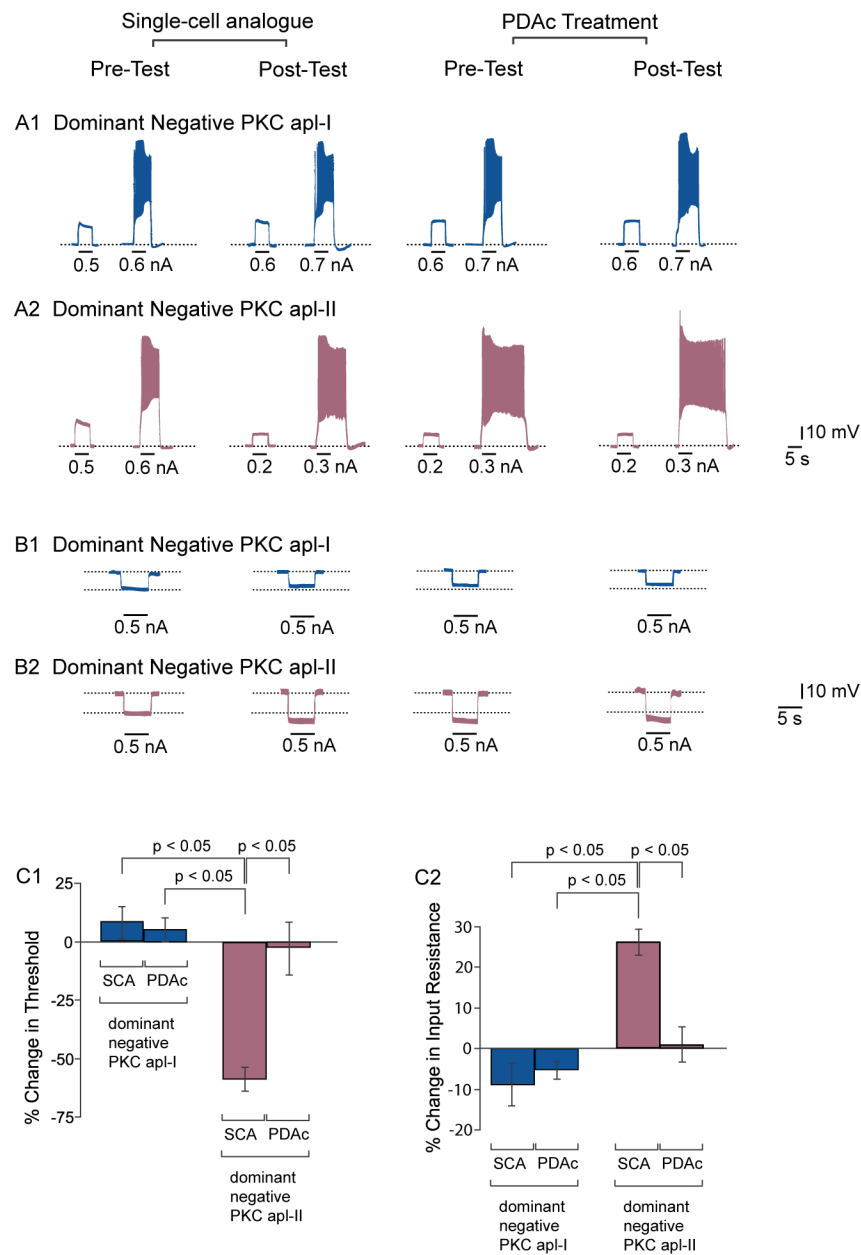 Single-cell analogue PDAc Treatment
Pre-Test Post-Test Pre-Test Post-Test
A1 Dominant Negative PKC apl-I
0.5 0.6 nA 0.6 0.7 nA 0.6 0.7 nA 0.6 0.7 nA
A2 Dominant Negative PKC apl-II
10 mV
5 s
0.5 0.6 nA 0.2 0.3 nA 0.2 0.3 nA 0.2 0.3 nA
B1 Dominant Negative PKC apl-I
0.5 nA 0.5 nA 0.5 nA 0.5 nA
B2 Dominant Negative PKC apl-II
10 mV
5 s
0.5 nA 0.5 nA 0.5 nA 0.5 nA
C1
p < 0.05 p < 0.05
p < 0.05
% Change in Threshold
25
0
-25
-50
-75
SCA PDAc
dominant
negative
PKC apl-I
SCA PDAc
dominant
negative
PKC apl-II
C2
p < 0.05 p < 0.05
p < 0.05
% Change in Input Resistance
30
20
10
0
-10
-20
SCA PDAc SCA PDAc
dominant
negative
PKC apl-I
dominant
negative
PKC apl-II